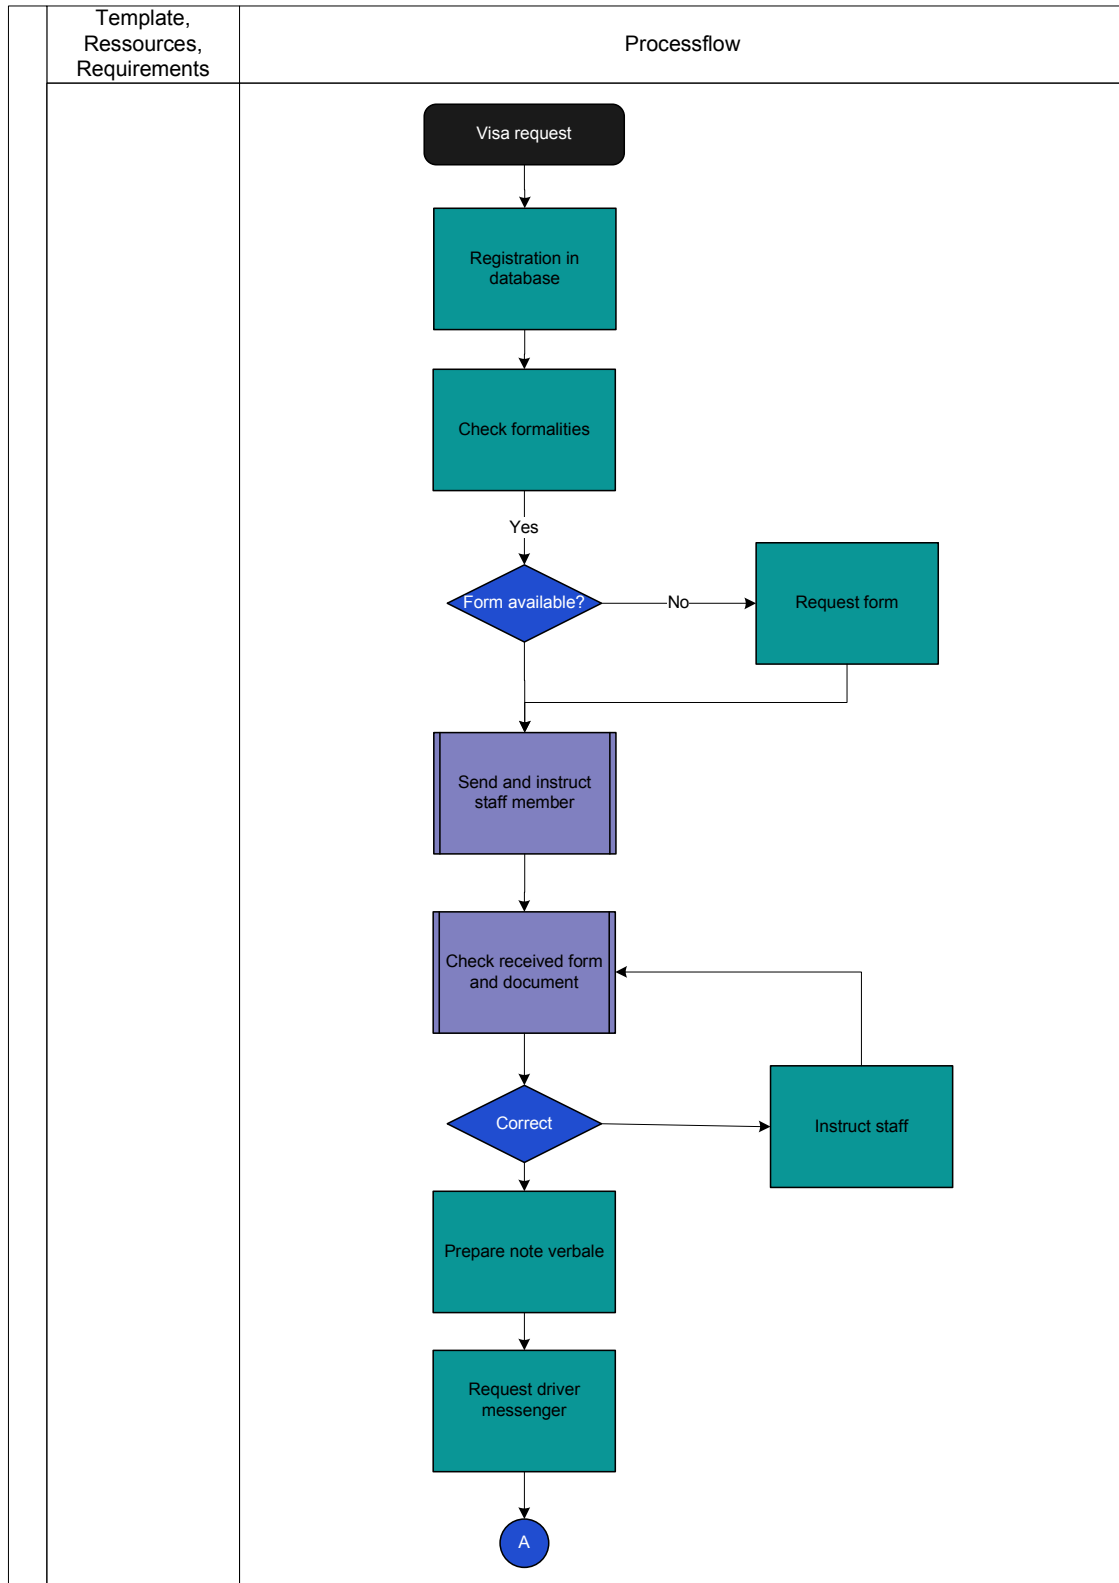 Template,
Ressources,
Requirements
Processflow
Visa request
Registration in
database
Check formalities
Yes
Form available?
No
Request form
Send and instruct
staff member
Check received form
and document
Correct
Instruct staff
Prepare note verbale
Request driver
messenger
A